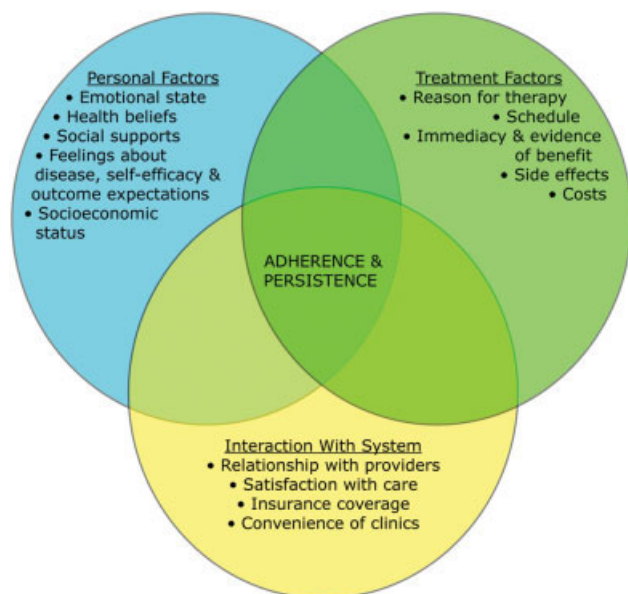 Personal Factors
• Emotional state
• Health beliefs
• Social supports
• Feelings about
disease, self-efficacy &
outcome expectations
• Socioeconomic
status
Treatment Factors
• Reason for therapy
• Schedule
• Immediacy & evidence
of benefit
• Side effects
• Costs
ADHERENCE &
PERSISTENCE
Interaction With System
• Relationship with providers
• Satisfaction with care
• Insurance coverage
• Convenience of clinics